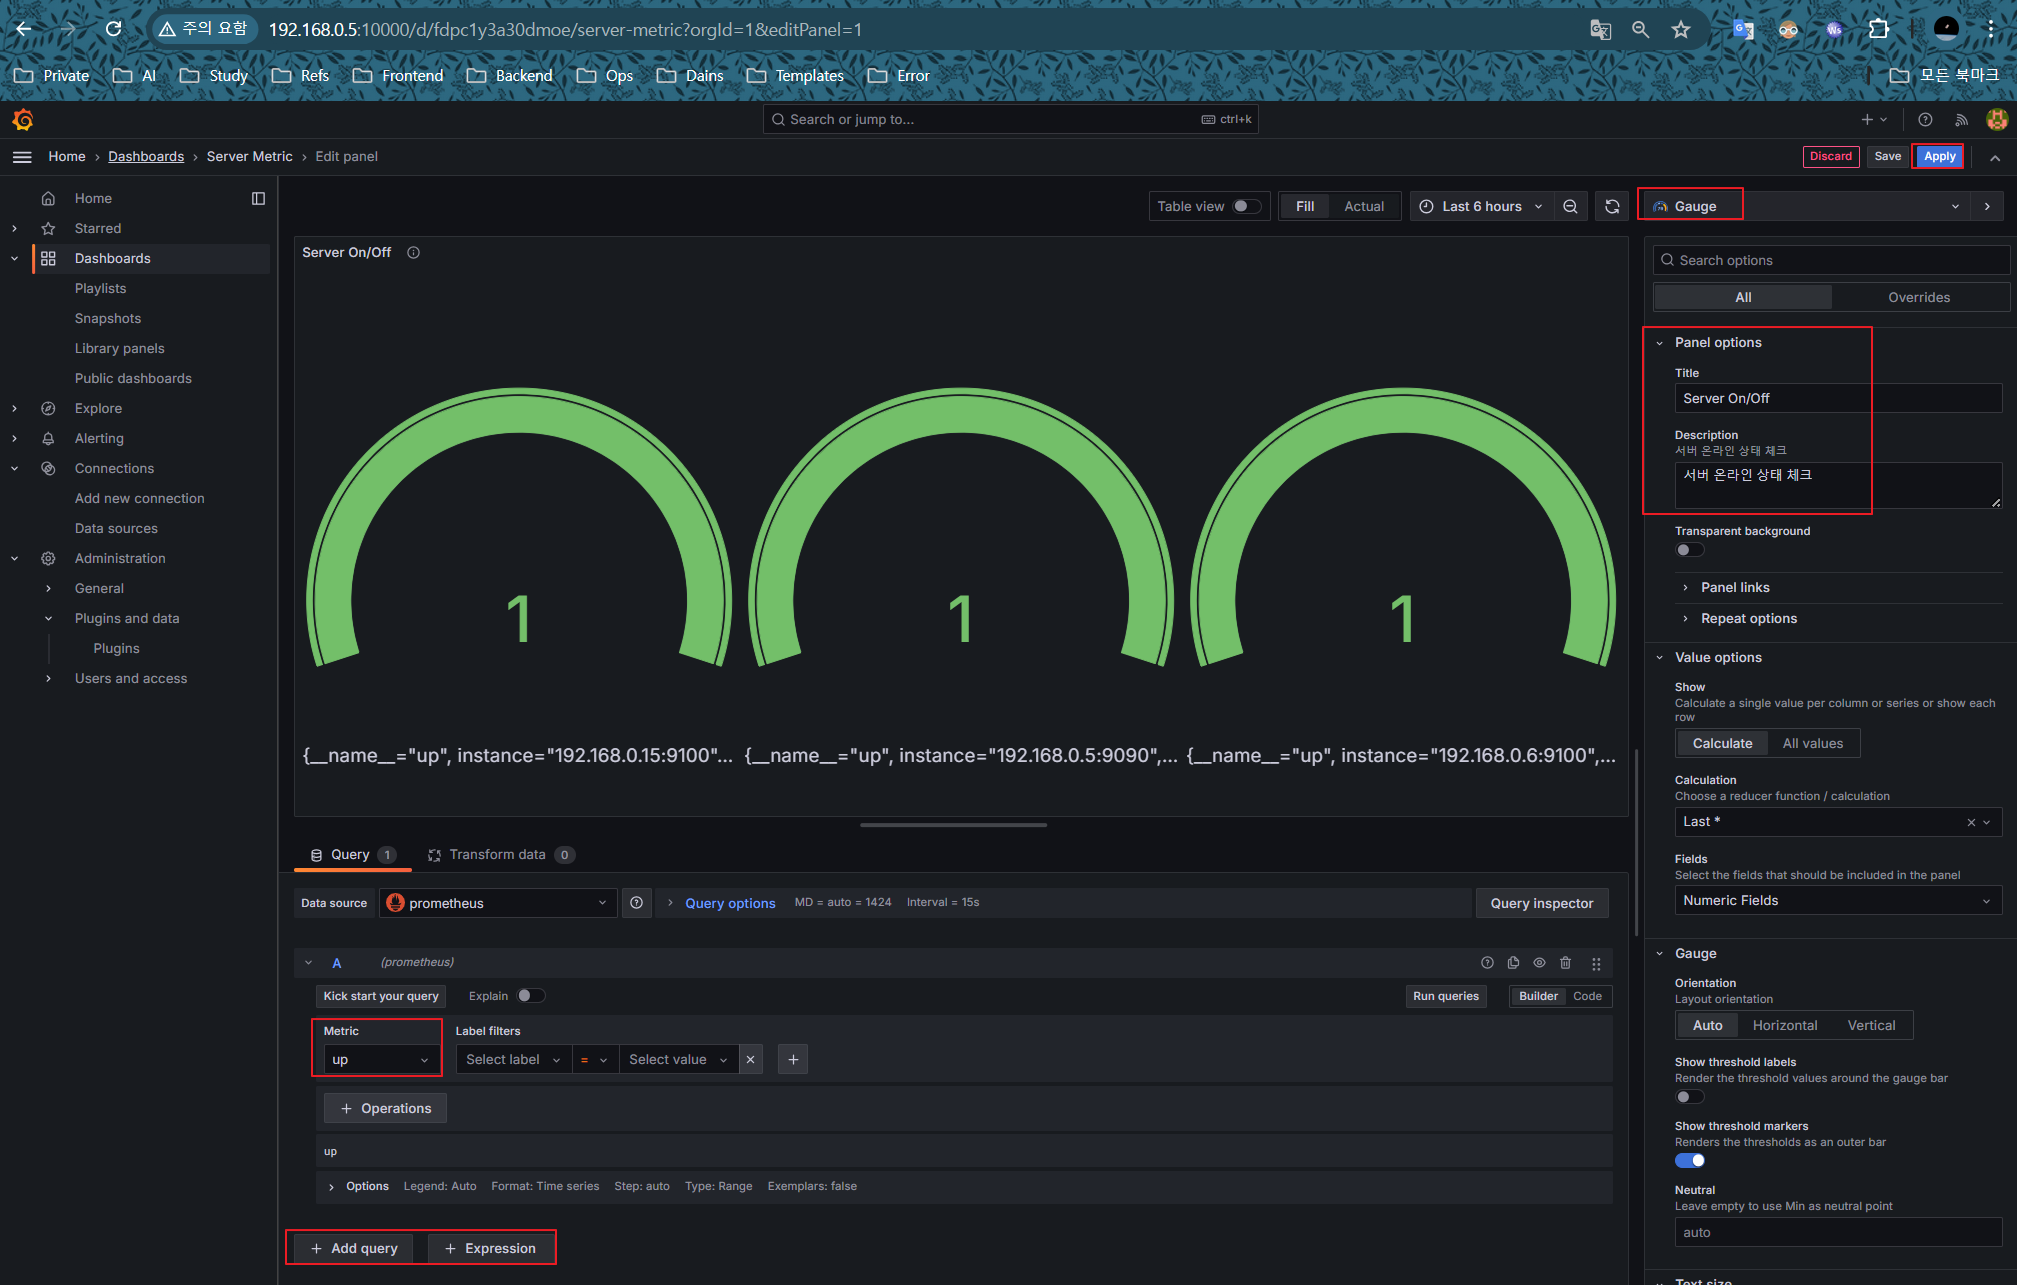 주의 요함
192.168.0.5:10000/d/fdpc1y3a30dmoe/server-metric?orgId=1&editPanel=1
Private
AI
Study
Refs
Frontend
Backend
Ops
Dains
Templates
Error
모든 북마크
Search or jump to...
ctrl+k
Home
Dashboards
Server Metric
Edit panel
Discard
Save
Apply
Home
Starred
Dashboards
Playlists
Snapshots
Library panels
Public dashboards
Explore
Alerting
Connections
Add new connection
Data sources
Administration
General
Plugins and data
Plugins
Users and access
Table view
Fill
Actual
Last 6 hours
Server On/Off
1
1
1
{__name__="up", instance="192.168.0.15:9100"...
{__name__="up", instance="192.168.0.5:9090",...
{__name__="up", instance="192.168.0.6:9100",...
Query 1
Transform data 0
Data source
prometheus
Query options
MD = auto = 1424
Interval = 15s
Query inspector
A
(prometheus)
Kick start your query
Explain
Run queries
Builder
Code
Metric
Label filters
up
Select label
=
Select value
+ Operations
up
Options
Legend: Auto
Format: Time series
Step: auto
Type: Range
Exemplars: false
+ Add query
+ Expression
Gauge
Search options
All
Overrides
Panel options
Title
Server On/Off
Description
서버 온라인 상태 체크
서버 온라인 상태 체크
Transparent background
Panel links
Repeat options
Value options
Show
Calculate a single value per column or series or show each
row
Calculate
All values
Calculation
Choose a reducer function / calculation
Last *
Fields
Select the fields that should be included in the panel
Numeric Fields
Gauge
Orientation
Layout orientation
Auto
Horizontal
Vertical
Show threshold labels
Render the threshold values around the gauge bar
Show threshold markers
Renders the thresholds as an outer bar
Neutral
Leave empty to use Min as neutral point
auto
Text size